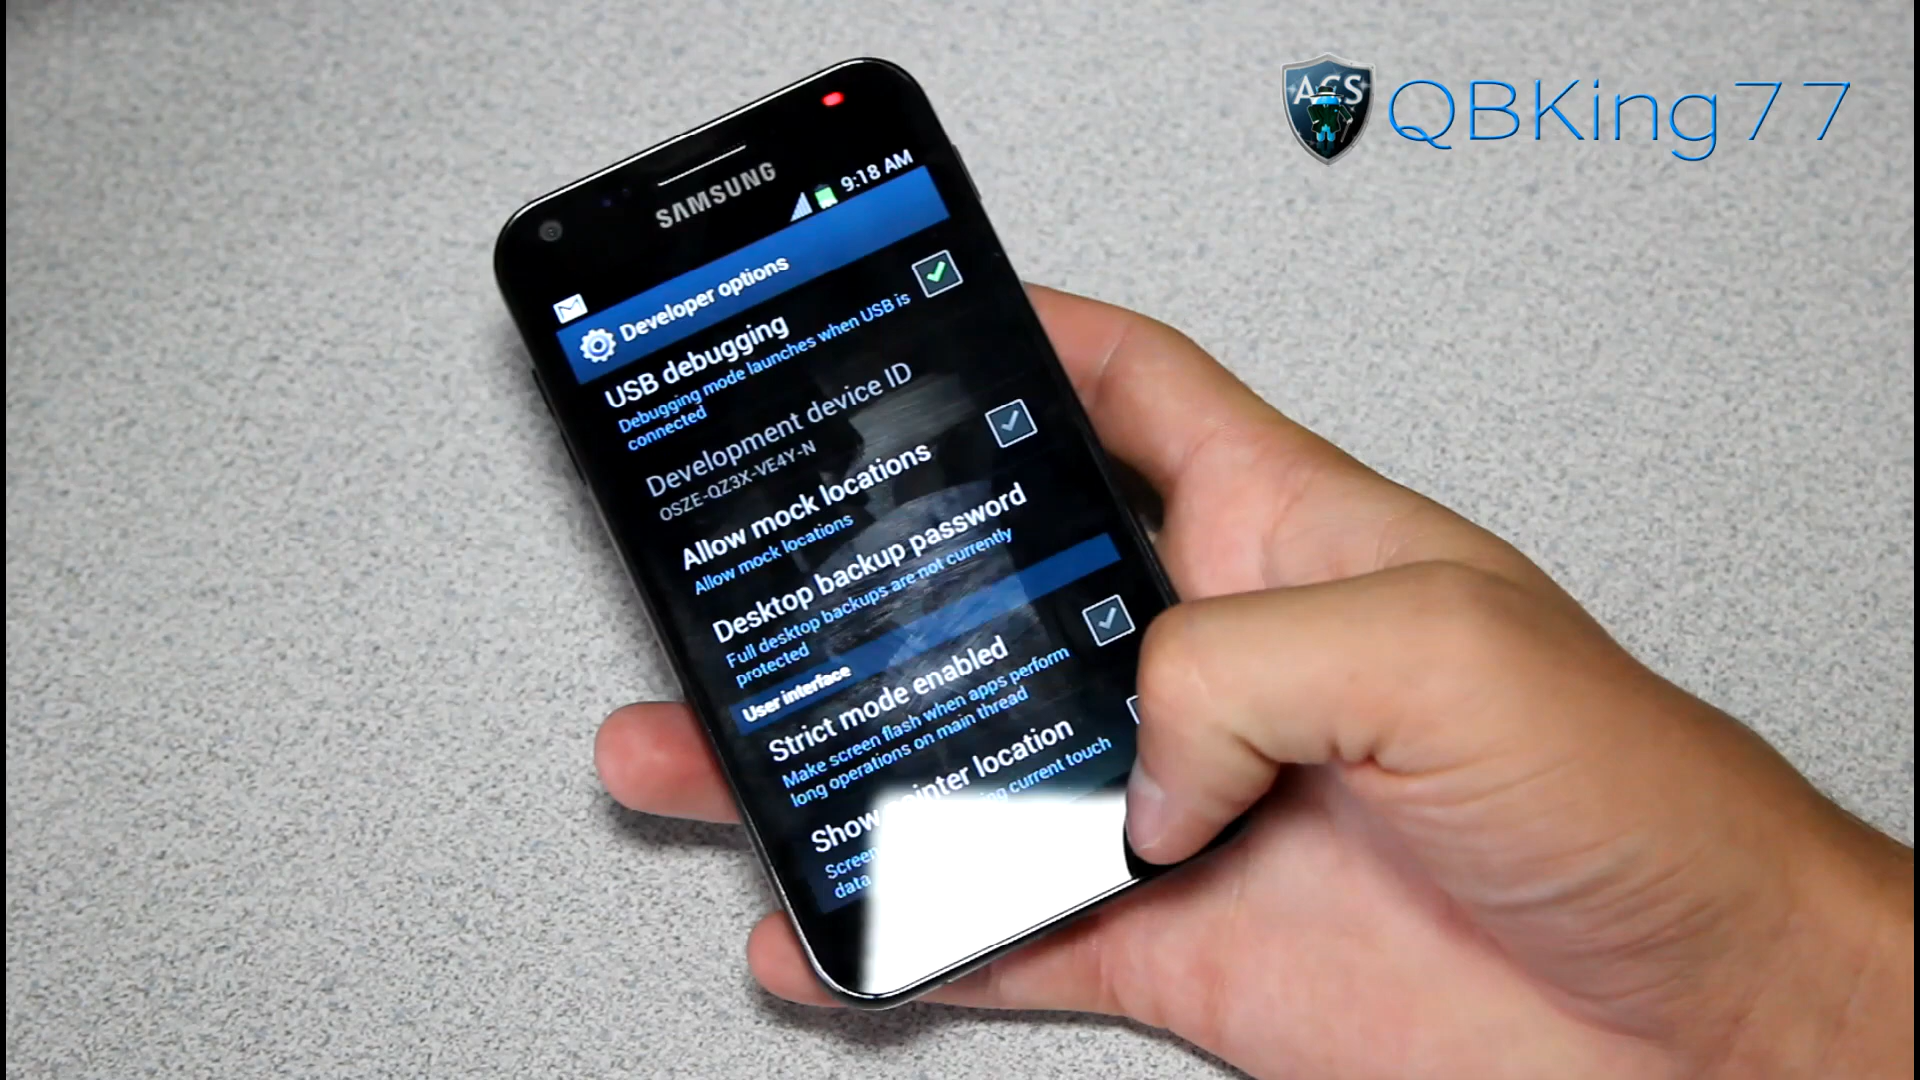 ACS
QBKing77
SAMSUNG
9:18 AM
Developer options
USB debugging
Debugging mode launches when USB is
connected
Development device ID
OSZE-QZ3X-VE4Y-N
Allow mock locations
Allow mock locations
Desktop backup password
Full desktop backups are not currently
protected
User interface
Strict mode enabled
Make screen flash when apps perform
long operations on main thread
Show pointer location
current touch
data